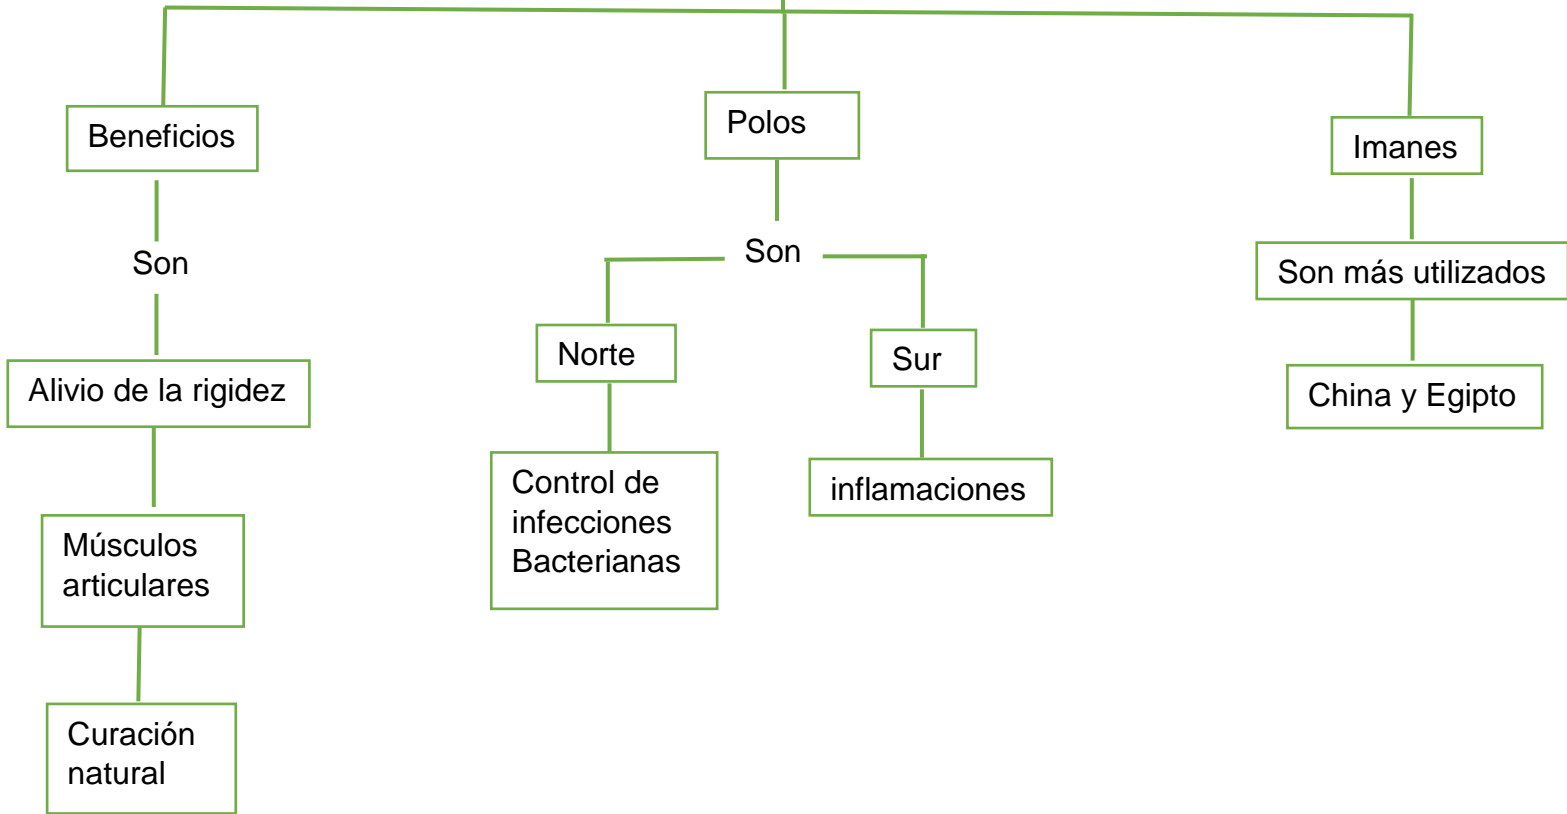 Beneficios
Son
Alivio de la rigidez
Músculos
articulares
Curación
natural
Polos
Son
Norte
Control de
infecciones
Bacterianas
Sur
inflamaciones
Imanes
Son más utilizados
China y Egipto